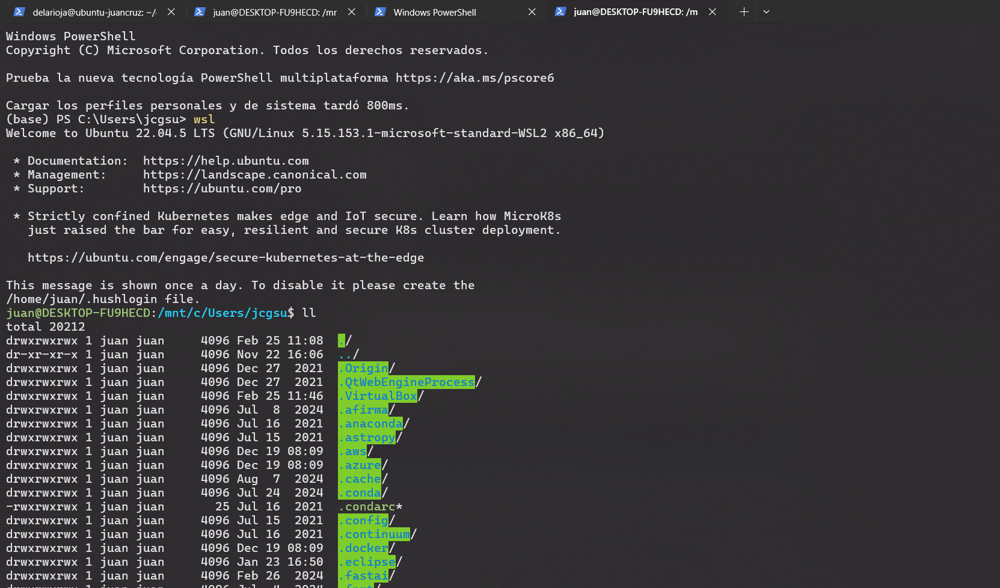 delarioja@ubuntu-juancruz: ~/
juan@DESKTOP-FU9HECD: /mr
Windows PowerShell
juan@DESKTOP-FU9HECD: /m
Windows PowerShell
Copyright (C) Microsoft Corporation. Todos los derechos reservados.
Prueba la nueva tecnología PowerShell multiplataforma https://aka.ms/pscore6
Cargar los perfiles personales y de sistema tardó 800ms.
(base) PS C:\Users\jcgsu> wsl
Welcome to Ubuntu 22.04.5 LTS (GNU/Linux 5.15.153.1-microsoft-standard-WSL2 x86_64)
* Documentation:  https://help.ubuntu.com
* Management:     https://landscape.canonical.com
* Support:        https://ubuntu.com/pro
* Strictly confined Kubernetes makes edge and IoT secure. Learn how MicroK8s
just raised the bar for easy, resilient and secure K8s cluster deployment.
https://ubuntu.com/engage/secure-kubernetes-at-the-edge
This message is shown once a day. To disable it please create the
/home/juan/.hushlogin file.
juan@DESKTOP-FU9HECD:/mnt/c/Users/jcgsu$ ll
total 20212
drwxrwxrwx 1 juan juan     4096 Feb 25 11:08  ./
dr-xr-xr-x 1 juan juan     4096 Nov 22 16:06  ../
drwxrwxrwx 1 juan juan     4096 Dec 27  2021  .Origin/
drwxrwxrwx 1 juan juan     4096 Dec 27  2021  .QtWebEngineProcess/
drwxrwxrwx 1 juan juan     4096 Feb 25 11:46  .VirtualBox/
drwxrwxrwx 1 juan juan     4096 Jul  8  2024  .afirma/
drwxrwxrwx 1 juan juan     4096 Jul 16  2021  .anaconda/
drwxrwxrwx 1 juan juan     4096 Jul 15  2021  .astropy/
drwxrwxrwx 1 juan juan     4096 Dec 19 08:09  .aws/
drwxrwxrwx 1 juan juan     4096 Dec 19 08:09  .azure/
drwxrwxrwx 1 juan juan     4096 Aug  7  2024  .cache/
drwxrwxrwx 1 juan juan     4096 Jul 24  2024  .conda/
-rwxrwxrwx 1 juan juan       25 Jul 16  2021  .condarc*
drwxrwxrwx 1 juan juan     4096 Jul 15  2021  .config/
drwxrwxrwx 1 juan juan     4096 Jul 16  2021  .continuum/
drwxrwxrwx 1 juan juan     4096 Dec 19 08:09  .docker/
drwxrwxrwx 1 juan juan     4096 Jan 23 16:50  .eclipse/
drwxrwxrwx 1 juan juan     4096 Feb 26  2024  .fastai/